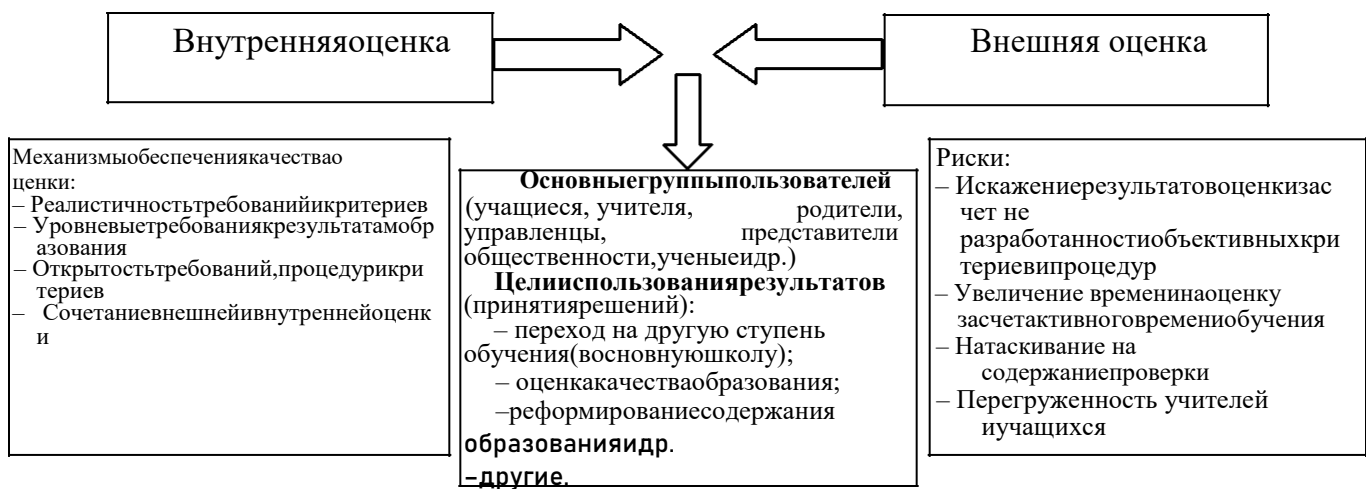 Внутренняяоценка
Внешняя оценка
Механизмыобеспечениякачествао
ценки:
– Реалистичностьтребованийикритериев
– Уровневыетребованиякрезультатамобр
азования
– Открытостьтребований,процедурикри
териев
– Сочетаниевнешнейивнутреннейоценк
и
Основныегруппыпользователей
(учащиеся, учителя, родители,
управленцы, представители
общественности,ученыеидр.)
Целииспользованиярезультатов
(принятиярешений):
– переход на другую ступень
обучения(восновнуюшколу);
– оценкакачестваобразования;
–реформированиесодержания
образованияидр.
–другие.
Риски:
– Искажениерезультатовоценкизас
чет не
разработанностиобъективныхкри
териевипроцедур
– Увеличение временинаоценку
засчетактивноговремениобучения
– Натаскивание на
содержаниепроверки
– Перегруженность учителей
иучащихся